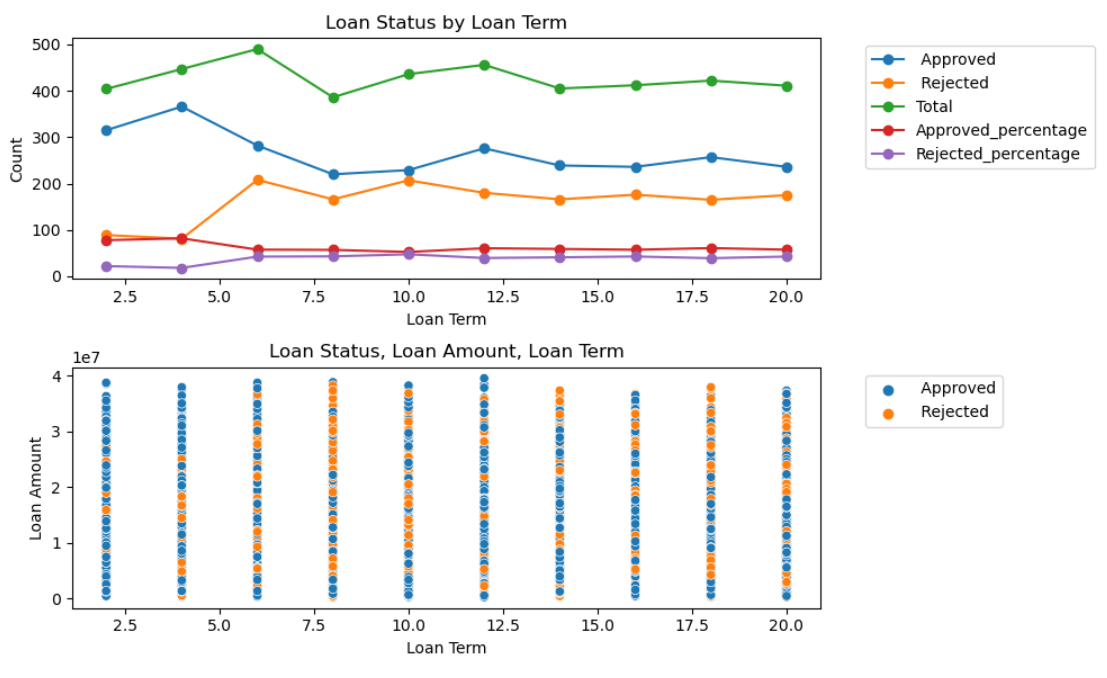 Loan Status by Loan Term
500
400
300
200
100
0
Count
2.5 5.0 7.5 10.0 12.5 15.0 17.5 20.0
Loan Term
Approved
Rejected
Total
Approved_percentage
Rejected_percentage
Loan Status, Loan Amount, Loan Term
1e7
4
3
2
1
0
Loan Amount
2.5 5.0 7.5 10.0 12.5 15.0 17.5 20.0
Loan Term
Approved
Rejected